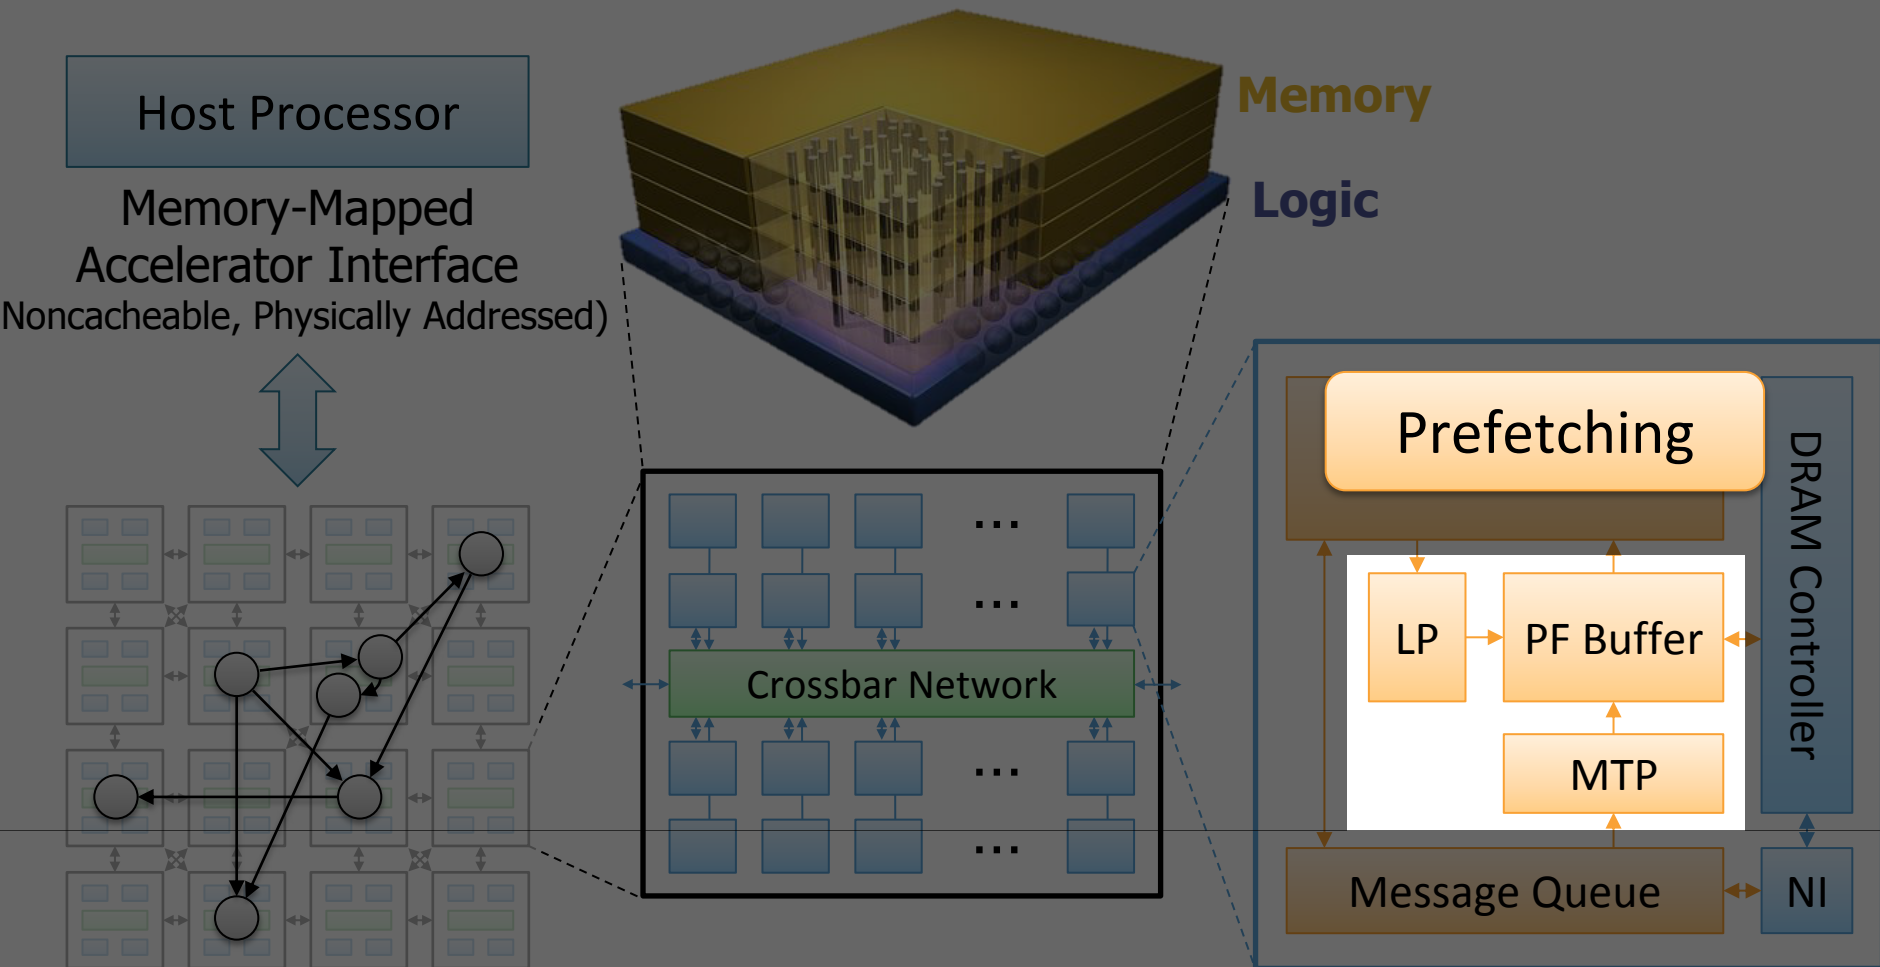 Host Processor
Memory-Mapped
Accelerator Interface
Noncacheable, Physically Addressed)
Memory
Logic
...
...
Crossbar Network
...
...
Prefetching
DRAM Controller
LP
PF Buffer
MTP
Message Queue
NI